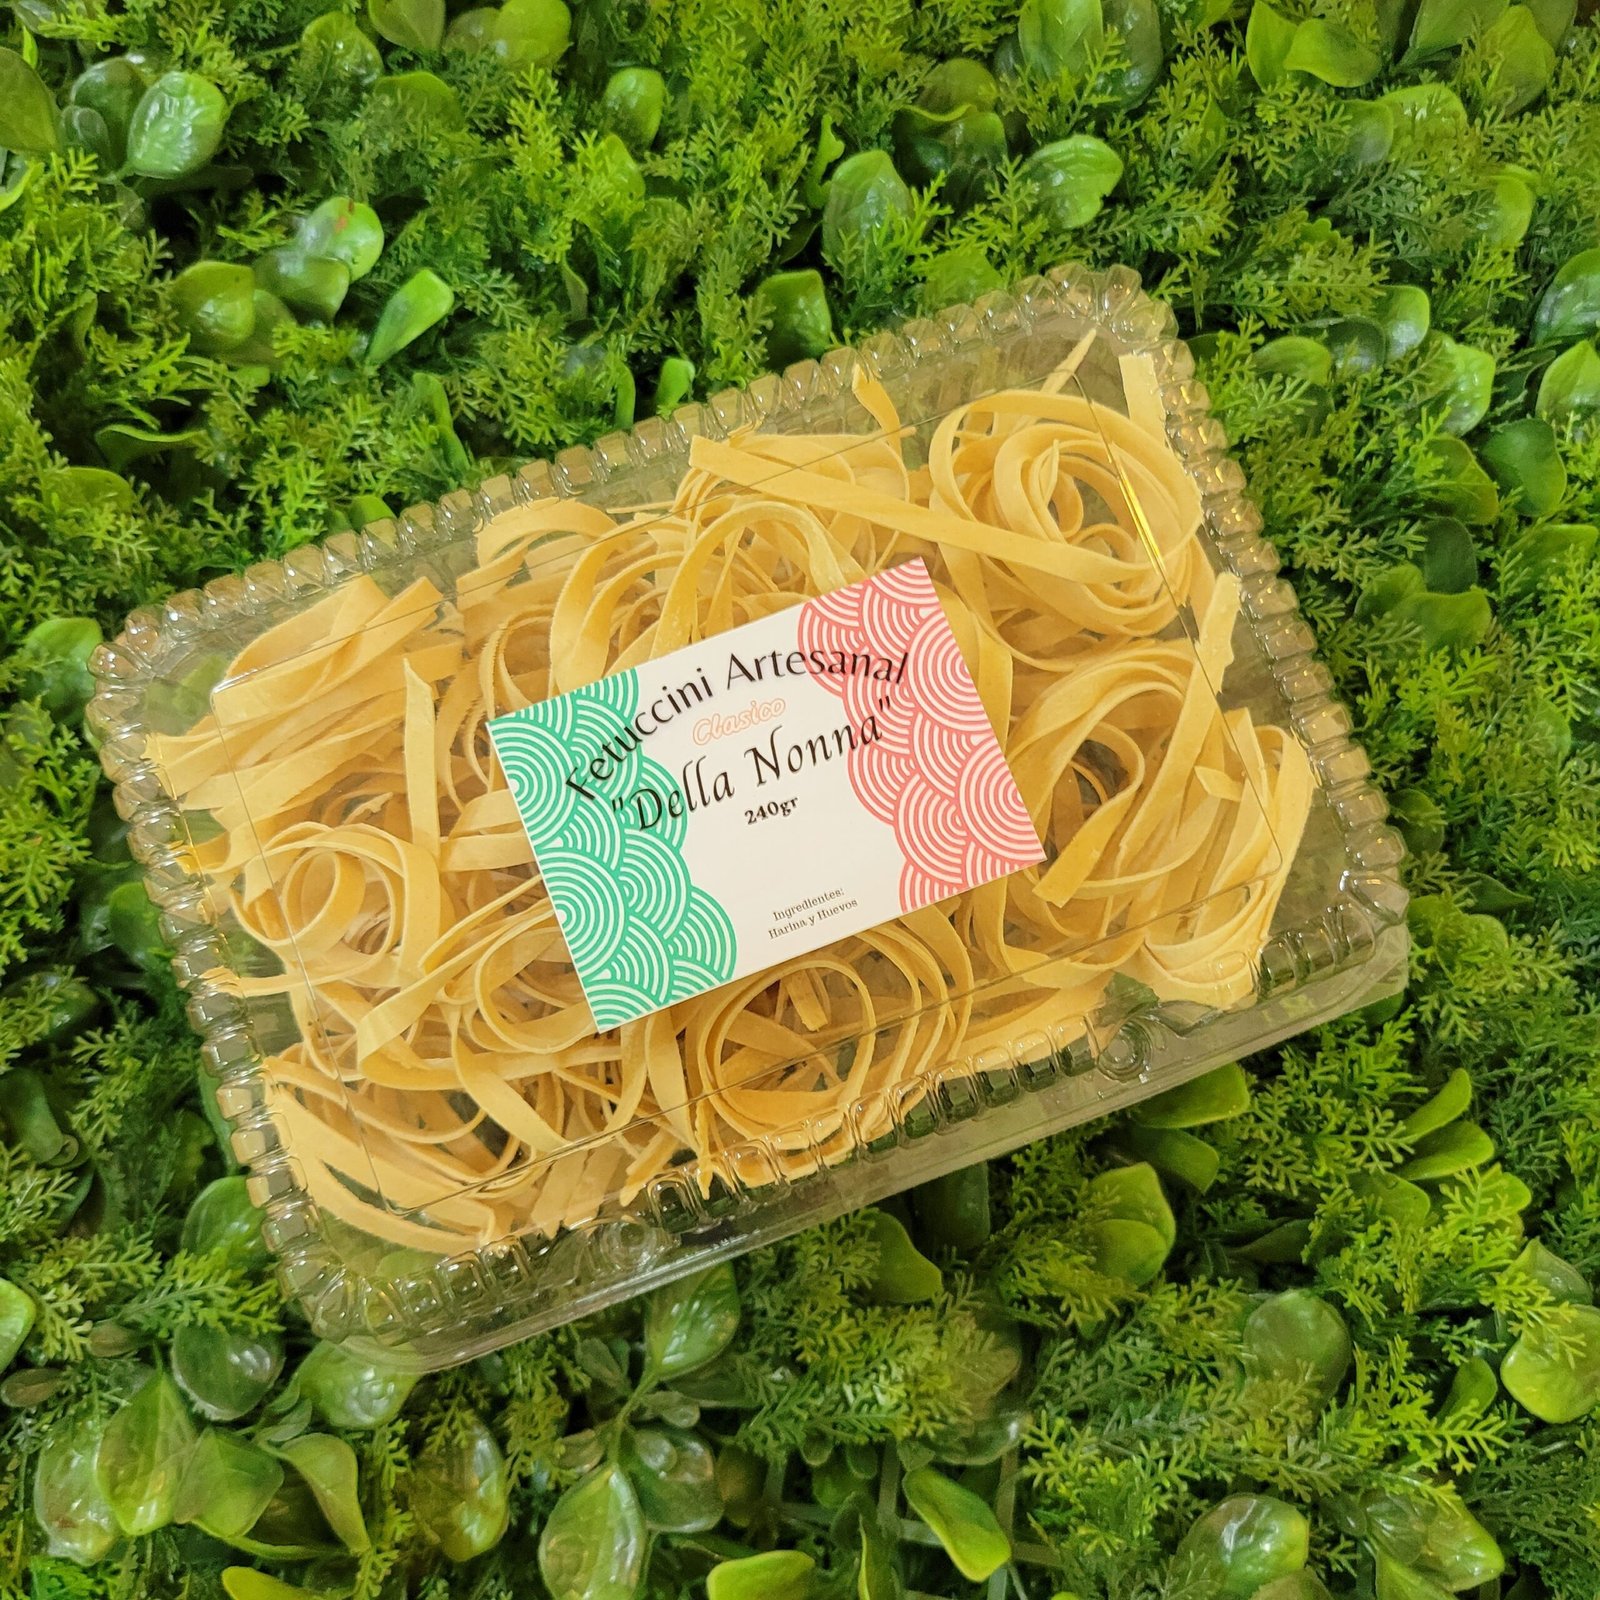 Fetuccini Artesanal
Clasico
"Della Nonna"
240gr
Ingredientes:
Harina y Huevos